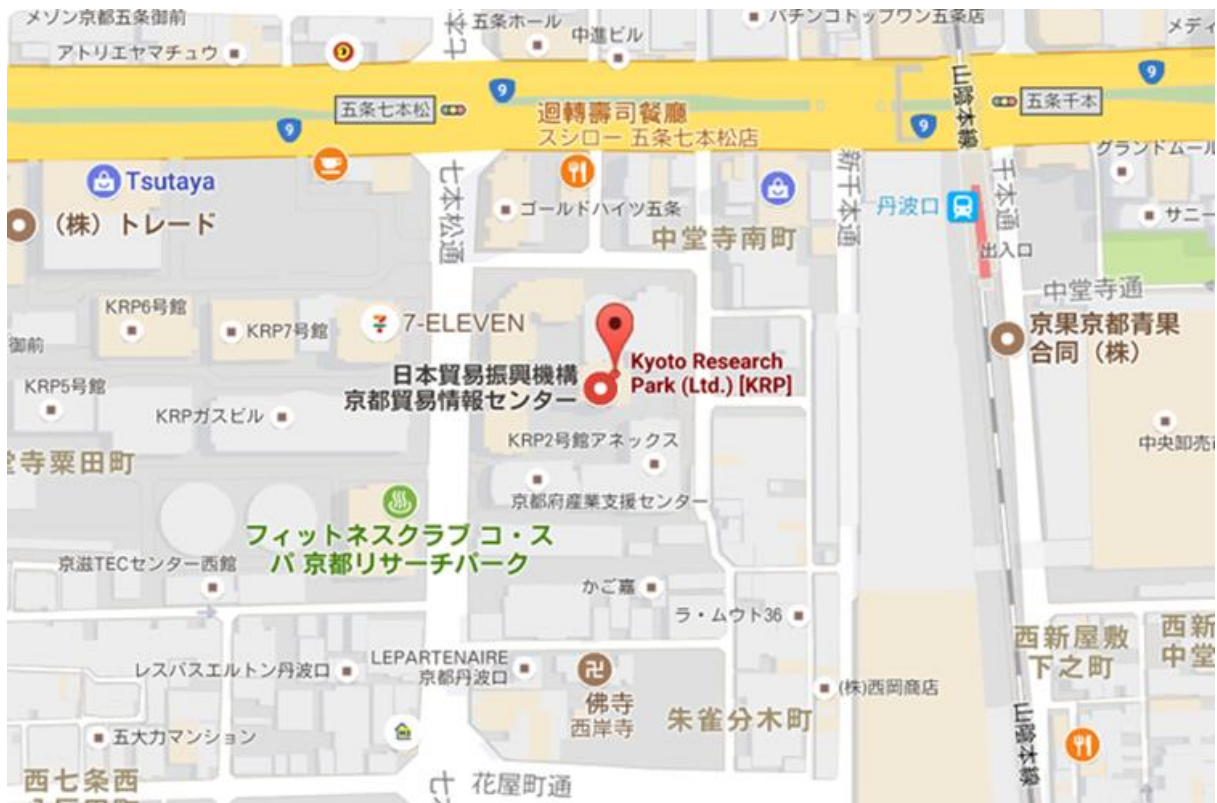 メゾン京都五条御前
アトリエヤマチュウ
五条ホール
中進ビル
パチンコトップワン五条店
メディ
9
五条七本松
9
迴轉壽司餐廳
スシロー 五条七本松店
9
9
五条千本
山陰本線
グランドムール
Tsutaya
(株)トレード
七本松通
ゴールドハイツ五条
中堂寺南町
新千本通
丹波口
千本通
サニー
出入口
中堂寺通
KRP6号館
KRP7号館
7-ELEVEN
御前
KRP5号館
KRPガスビル
日本貿易振興機構
京都貿易情報センター
Kyoto Research
Park (Ltd.) [KRP]
京果京都青果
合同(株)
KRP2号館アネックス
中央卸売
堂寺粟田町
京都府産業支援センター
フィットネスクラブ コ・ス
パ 京都リサーチパーク
京滋TECセンター西館
かご嘉
ラ・ムウト36
西新屋敷
下之町
西新
中堂
レスパスエルトン丹波口
LEPARTENAIRE
京都丹波口
佛寺
西岸寺
(株)西岡商店
朱雀分木町
五大力マンション
山陰本線
西七条西
花屋町通